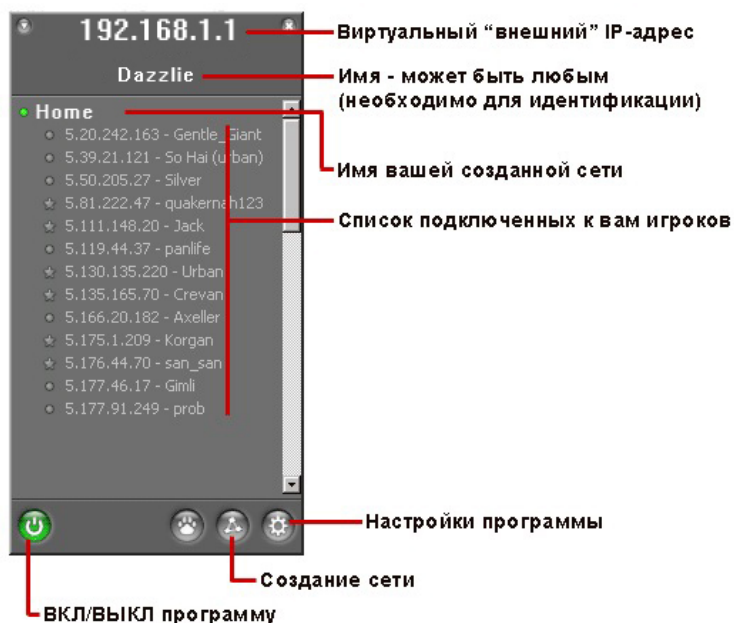 192.168.1.1
Виртуальный “внешний” IP-адрес
Dazzlie
Имя - может быть любым
(необходимо для идентификации)
Home
Имя вашей созданной сети
5.20.242.163 - Gentle_Giant
5.39.21.121 - So Hai (urban)
5.50.205.27 - Silver
5.81.222.47 - quakernah123
5.111.148.20 - Jack
Список подключенных к вам игроков
5.119.44.37 - panlife
5.130.135.220 - Urban
5.135.165.70 - Crevan
5.166.20.182 - Axeller
5.175.1.209 - Korgan
5.176.44.70 - san_san
5.177.46.17 - Gimli
5.177.91.249 - prob
Настройки программы
Создание сети
ВКЛ/ВЫКЛ программу